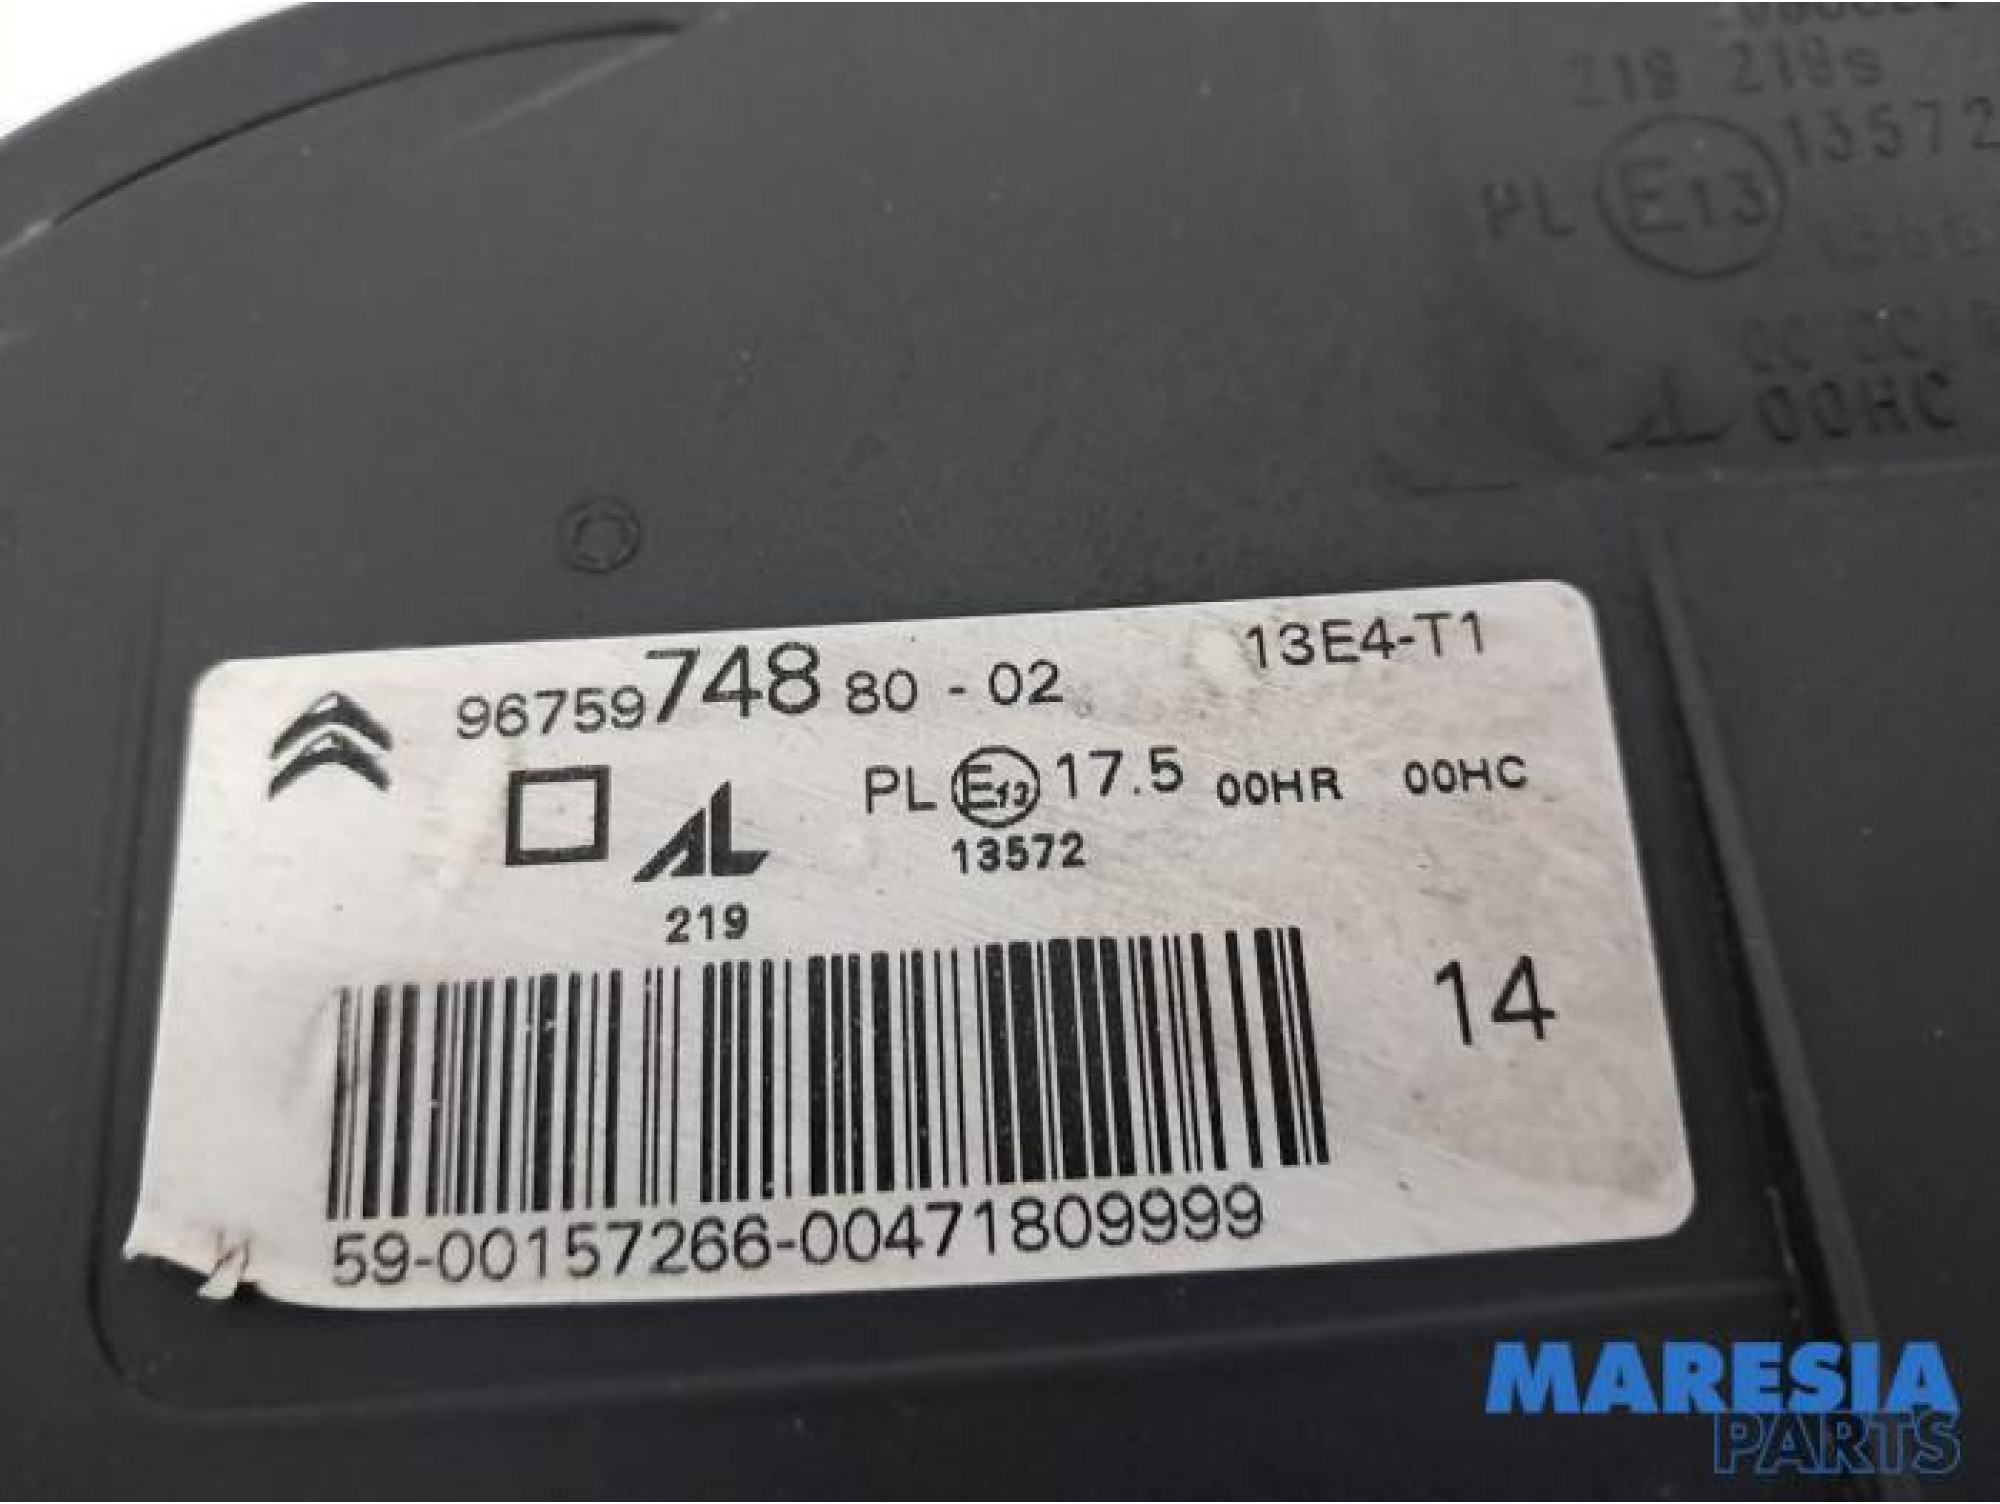 219 219s
PL E13 13572
00HC
9675974880-02 13E4-T1
PL E13 17.5 00HR 00HC
13572
AL
219
14
59-00157266-00471809999
MARESIA
PARTS